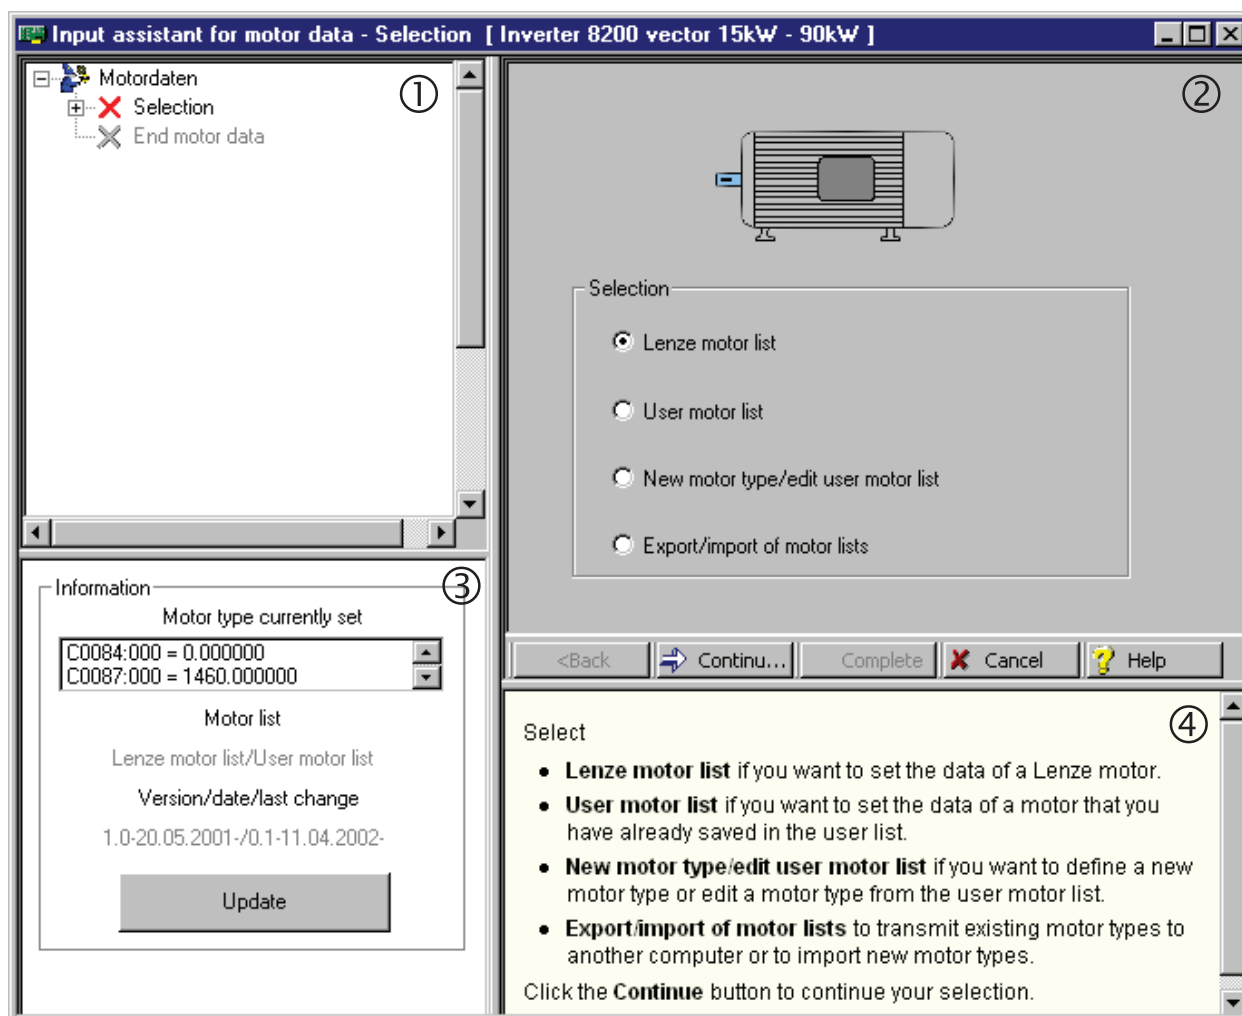 Input assistant for motor data - Selection [ Inverter 8200 vector 15kW - 90kW ]
Motordaten
①
Selection
End motor data
②
Selection
Lenze motor list
User motor list
New motor type/edit user motor list
Export/import of motor lists
Information
③
Motor type currently set
C0084:000 = 0.000000
C0087:000 = 1460.000000
Motor list
Lenze motor list/User motor list
Version/date/last change
1.0-20.05.2001-/0.1-11.04.2002-
Update
<Back Continu... Complete Cancel Help
④
Select
• Lenze motor list if you want to set the data of a Lenze motor.
• User motor list if you want to set the data of a motor that you
have already saved in the user list.
• New motor type/edit user motor list if you want to define a new
motor type or edit a motor type from the user motor list.
• Export/import of motor lists to transmit existing motor types to
another computer or to import new motor types.
Click the Continue button to continue your selection.